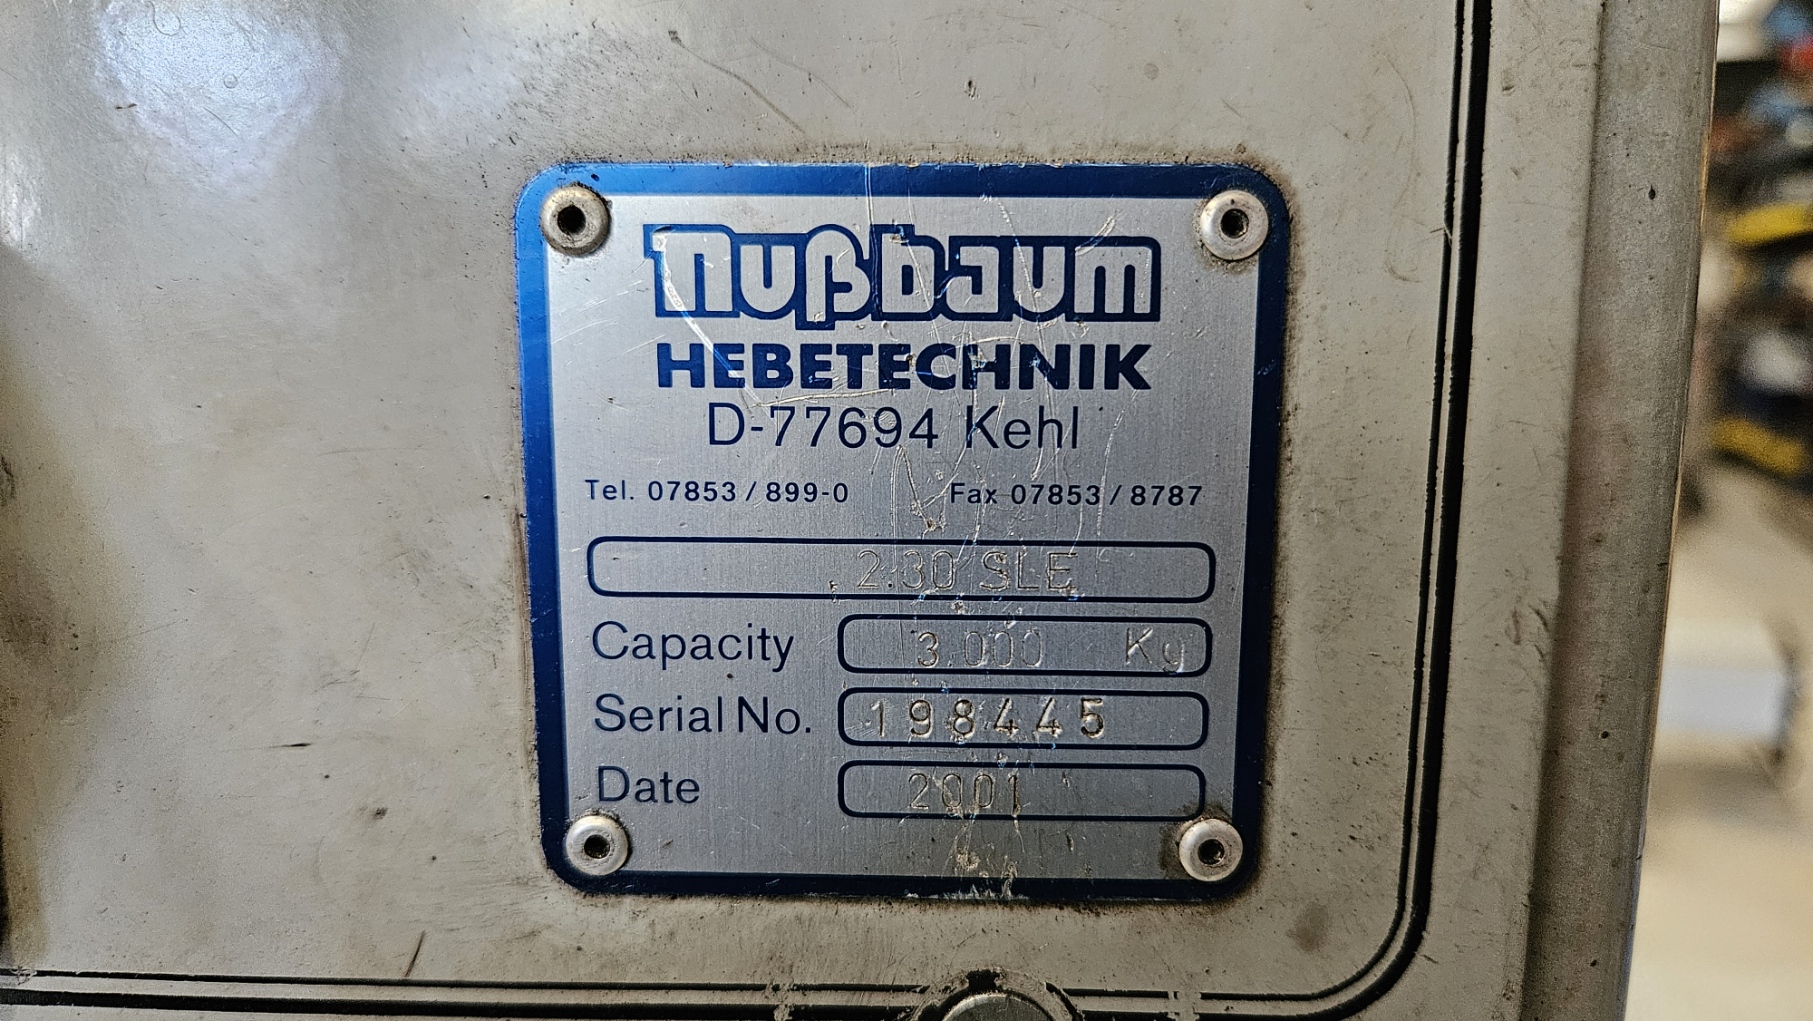 Nußbaum
HEBETECHNIK
D-77694 Kehl
Tel. 07853 / 899-0 Fax 07853 / 8787
2.30 SLE
Capacity 3.000 Kg
Serial No. 198445
Date 2001